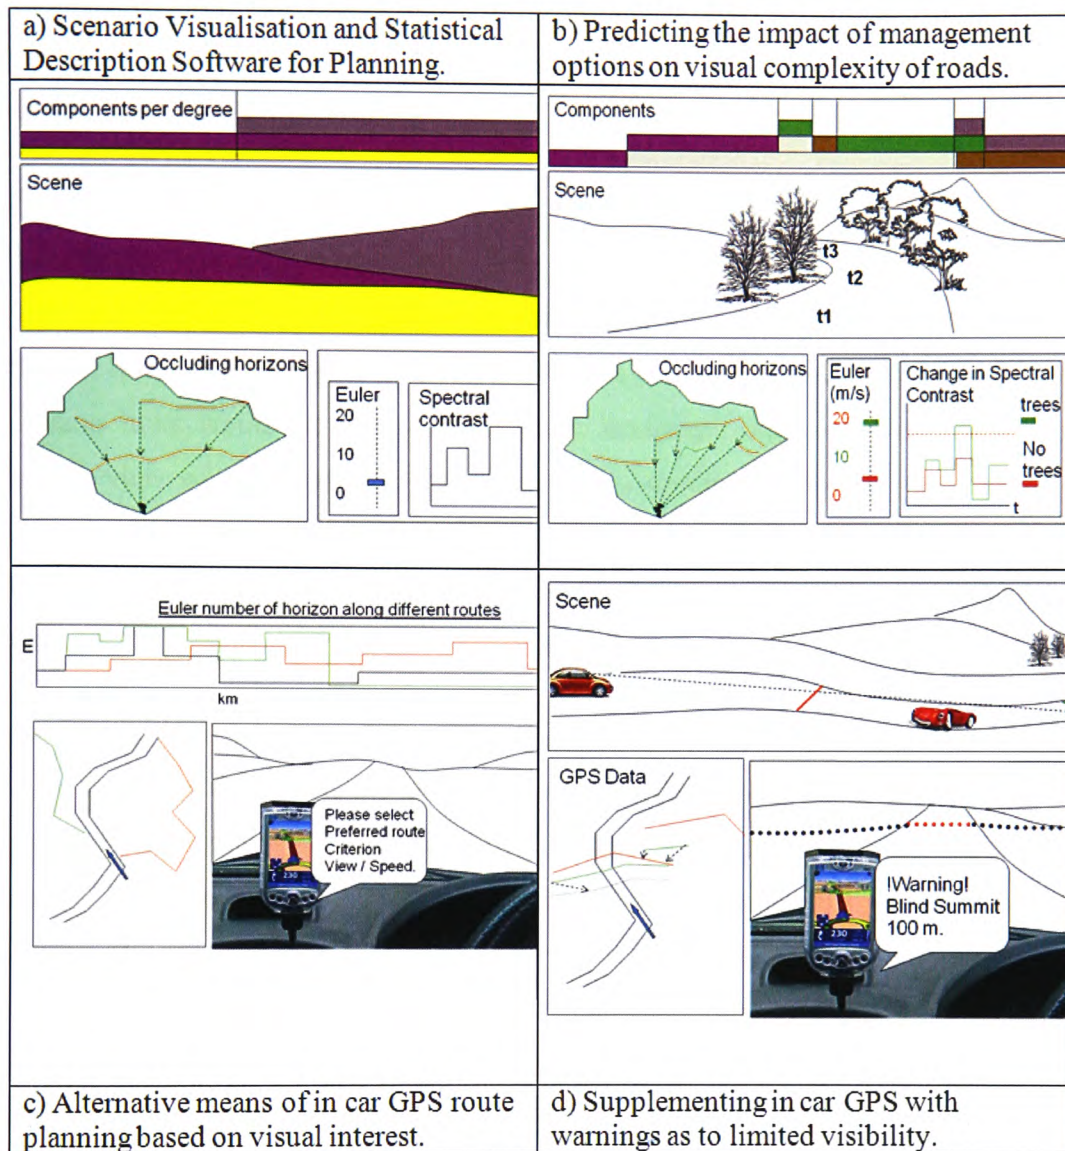 a) Scenario Visualisation and Statistical
Description Software for Planning.
Components per degree
Scene
Occluding horizons
Euler
20
10
0
Spectral
contrast
b) Predicting the impact of management
options on visual complexity of roads.
Components
Scene
t3
t2
t1
Occluding horizons
Euler
(m/s)
20
10
0
Change in Spectral
Contrast
trees
No
trees
t
Euler number of horizon along different routes
E
km
Please select
Preferred route
Criterion
View / Speed.
230
c) Alternative means of in car GPS route
planning based on visual interest.
Scene
GPS Data
!Warning!
Blind Summit
100 m.
230
d) Supplementing in car GPS with
warnings as to limited visibility.